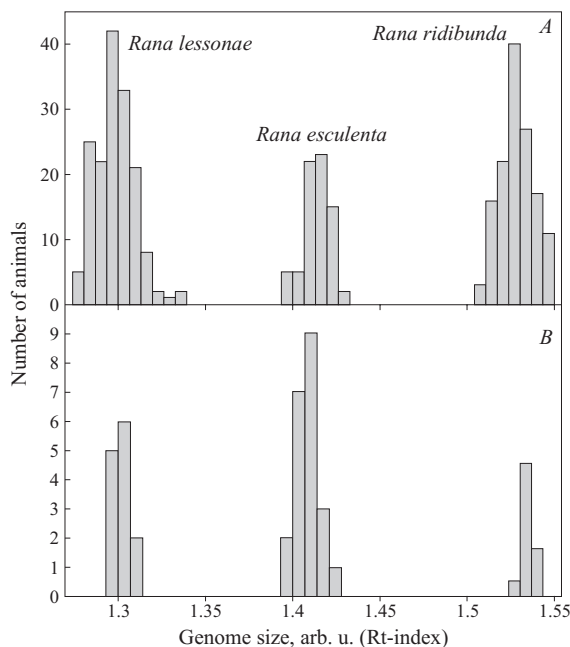 Rana lessonae
Rana ridibunda
A
Rana esculenta
40
30
20
10
0
Number of animals
B
9
8
7
6
5
4
3
2
1
0
1.3 1.35 1.4 1.45 1.5 1.55
Genome size, arb. u. (Rt-index)